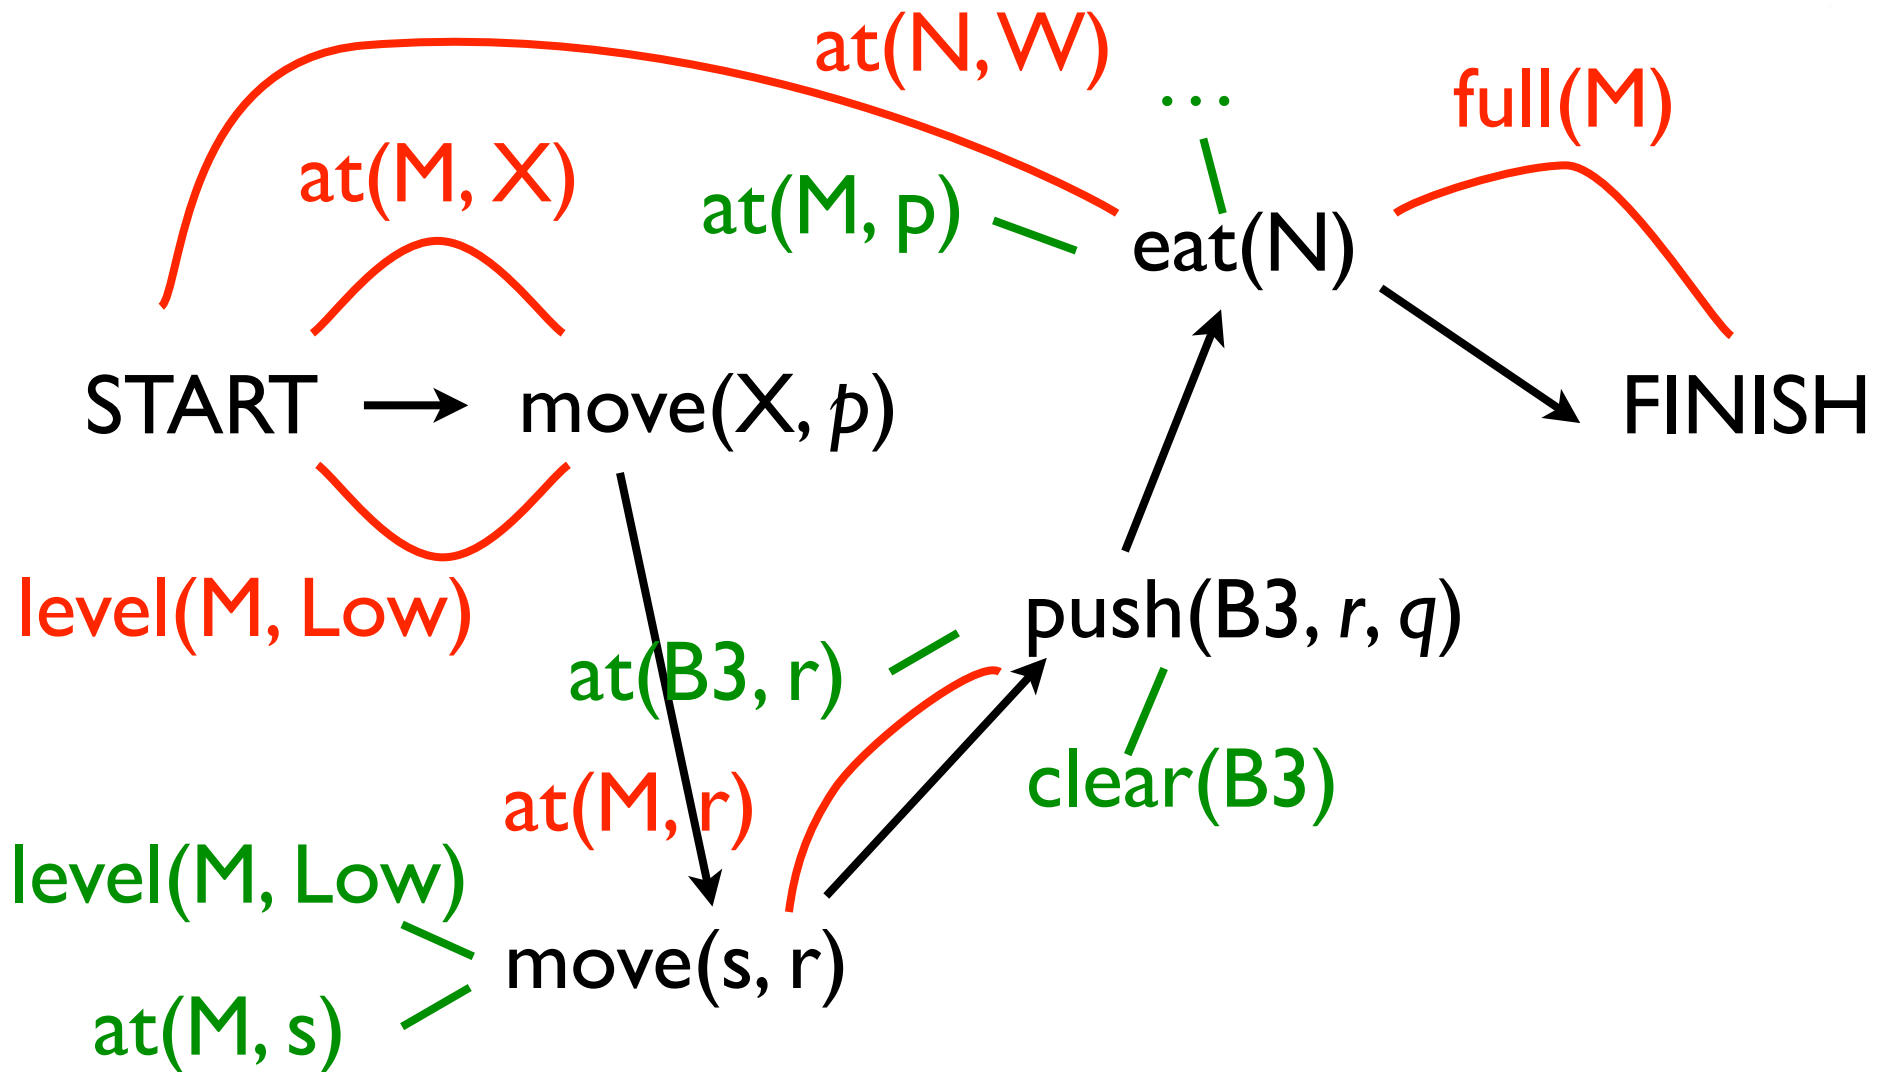 at(N, W)
...
full(M)
at(M, X)
at(M, p)
eat(N)
START
move(X, p)
FINISH
level(M, Low)
push(B3, r, q)
at(B3, r)
clear(B3)
at(M, r)
level(M, Low)
move(s, r)
at(M, s)